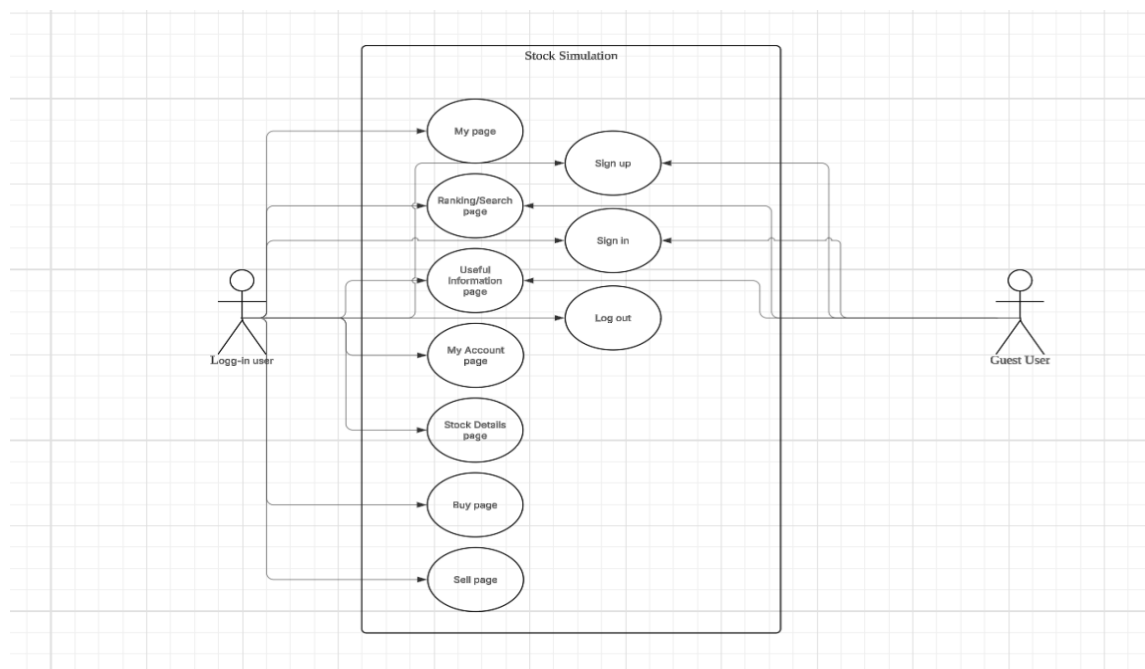 Stock Simulation
My page
Sign up
Ranking/Search
page
Sign in
Useful
Information
page
Log out
Logg-in user
My Account
page
Guest User
Stock Details
page
Buy page
Sell page